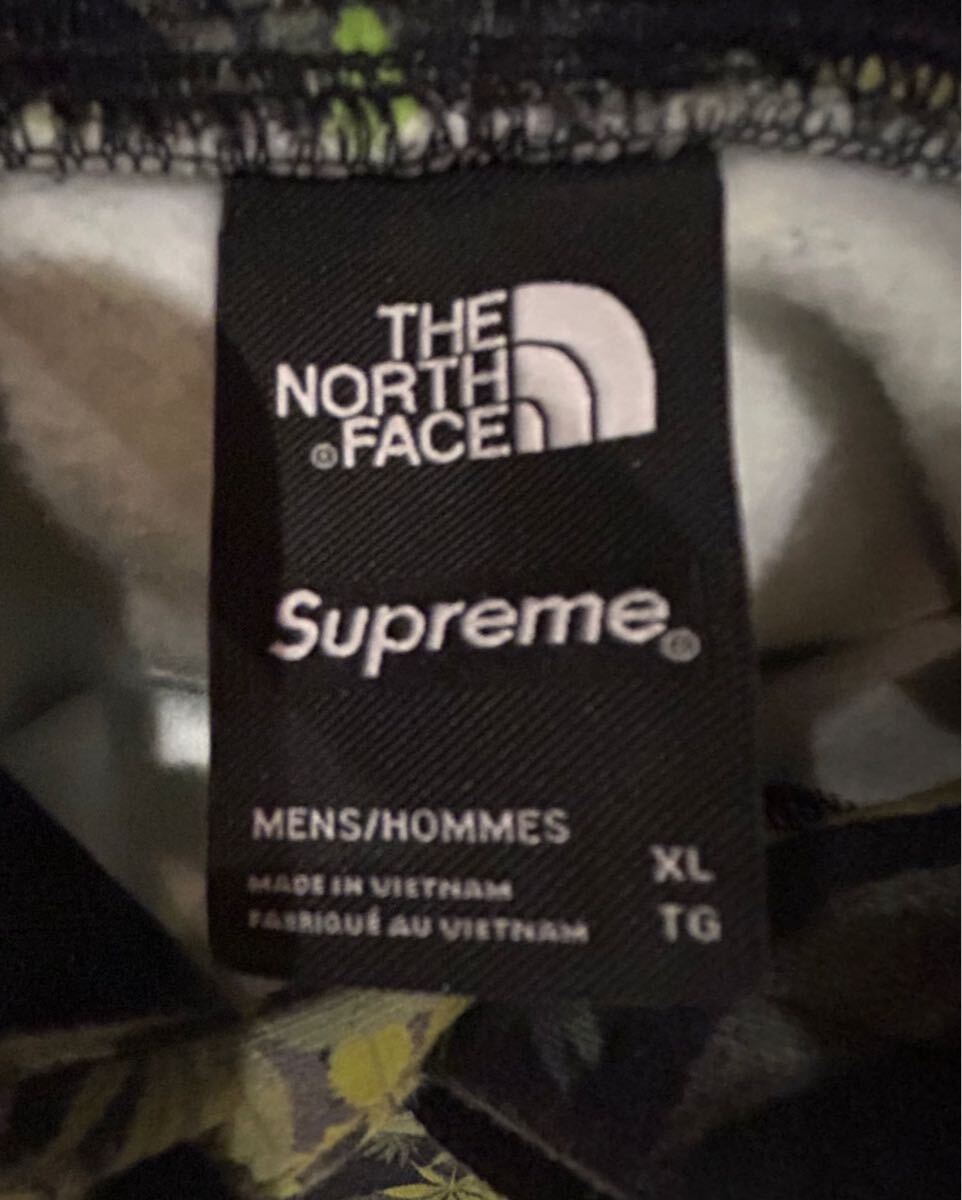 THE
NORTH
FACE
®
Supreme®
MENS/HOMMES
MADE IN VIETNAM
FABRIQUÉ AU VIETNAM
XL
TG